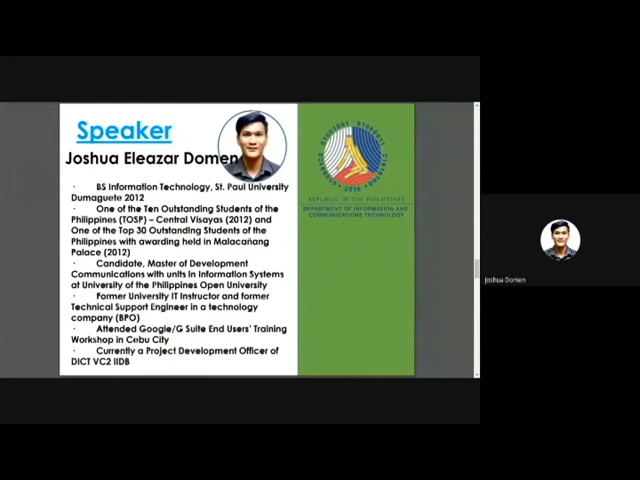 Speaker
Joshua Eleazar Domen
· BS Information Technology, St. Paul University
Dumaguete 2012
· One of the Ten Outstanding Students of the
Philippines (TOSP) – Central Visayas (2012) and
One of the Top 30 Outstanding Students of the
Philippines with awarding held in Malacañang
Palace (2012)
· Candidate, Master of Development
Communications with units in Information Systems
at University of the Philippines Open University
· Former University IT Instructor and former
Technical Support Engineer in a technology
company (BPO)
· Attended Google/G Suite End Users' Training
Workshop in Cebu City
· Currently a Project Development Officer of
DICT VC2 IIDB
2016
REPUBLIC OF THE PHILIPPINES
DEPARTMENT OF INFORMATION AND
COMMUNICATIONS TECHNOLOGY
Joshua Domen